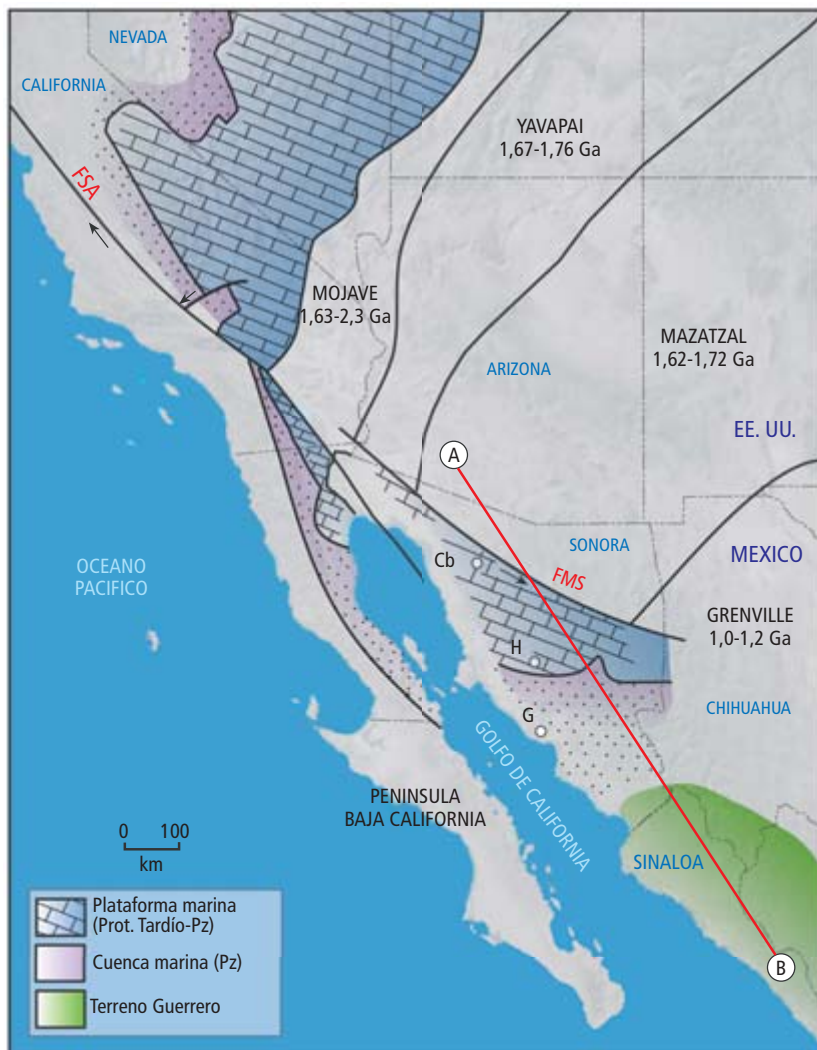 NEVADA
CALIFORNIA
YAVAPAI
1,67-1,76 Ga
FSA
MOJAVE
1,63-2,3 Ga
MAZATZAL
1,62-1,72 Ga
ARIZONA
EE. UU.
A
SONORA
MEXICO
Cb
FMS
OCEANO
PACIFICO
GRENVILLE
1,0-1,2 Ga
H
CHIHUAHUA
G
GOLFO DE CALIFORNIA
PENINSULA
BAJA CALIFORNIA
0 100
km
SINALOA
Plataforma marina
(Prot. Tardío-Pz)
Cuenca marina (Pz)
B
Terreno Guerrero